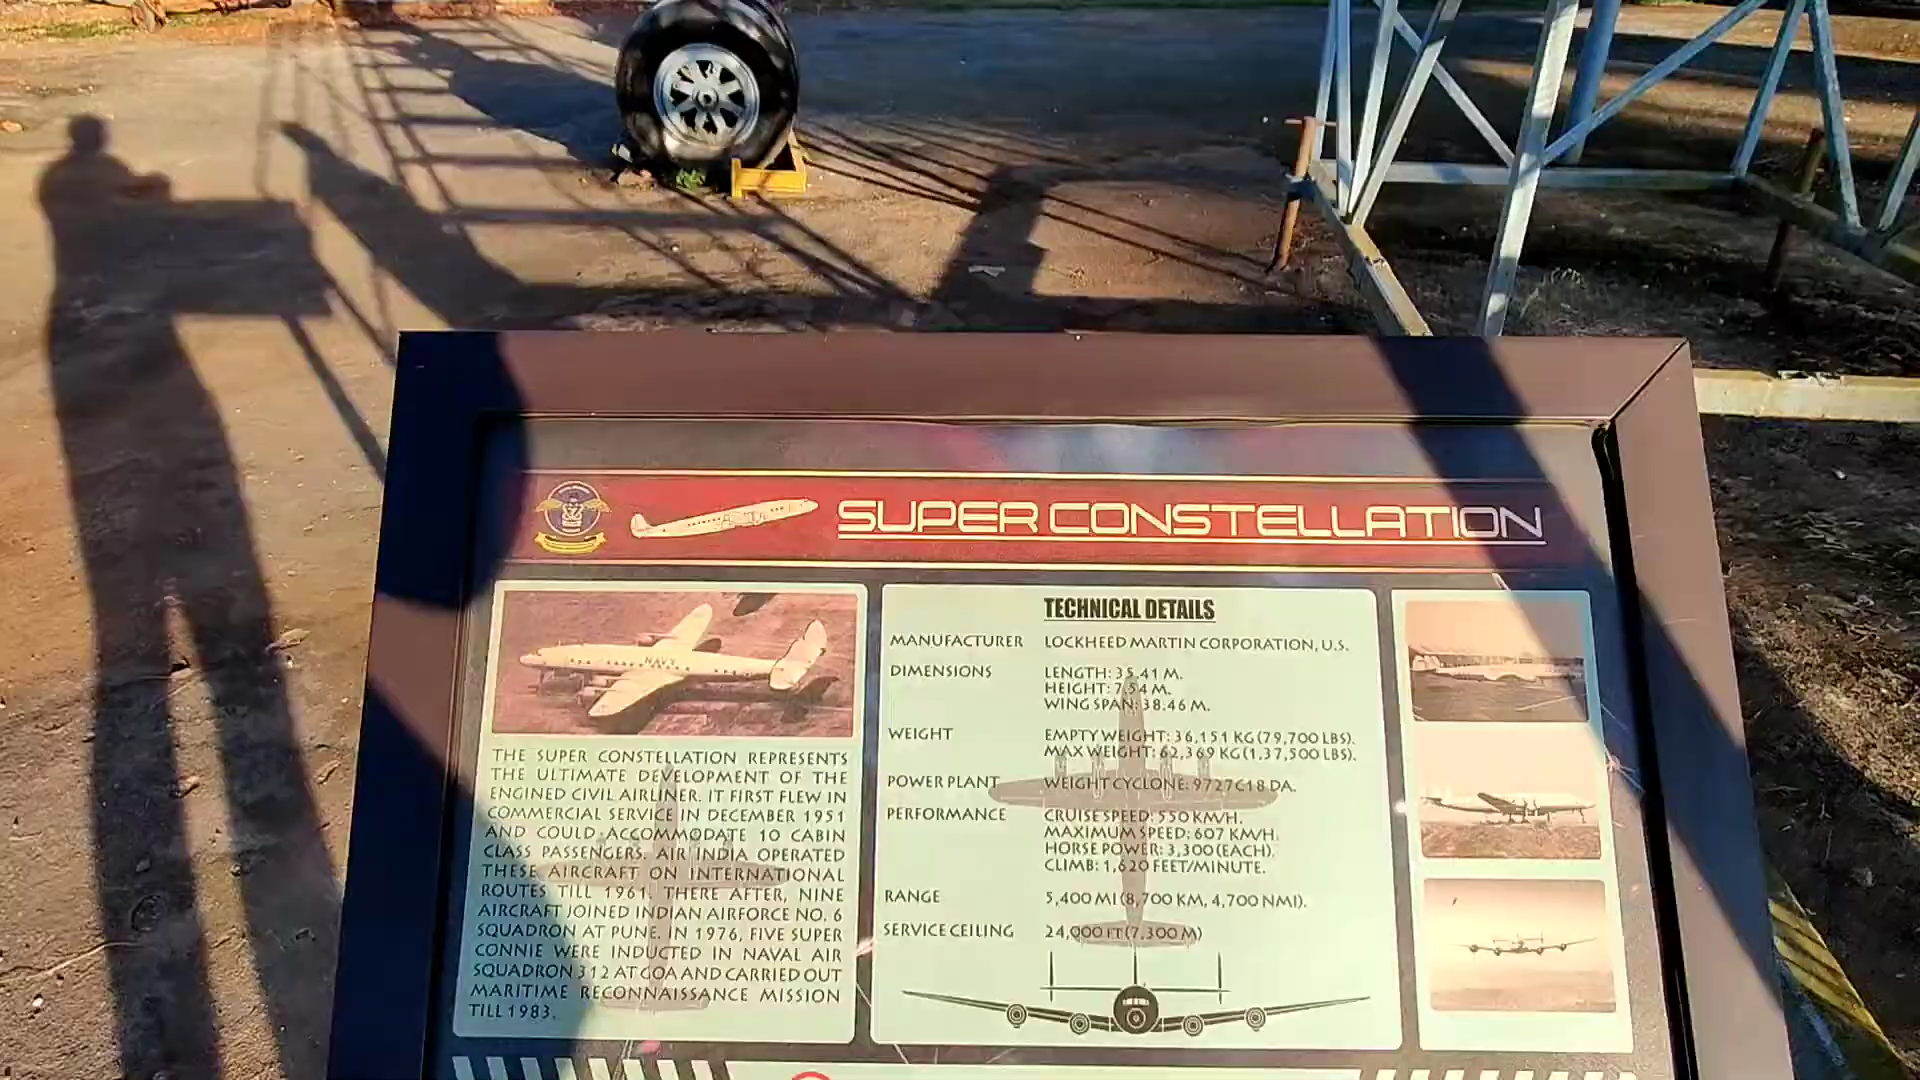 SUPER CONSTELLATION
NAVY
THE SUPER CONSTELLATION REPRESENTS
THE ULTIMATE DEVELOPMENT OF THE
ENGINED CIVIL AIRLINER. IT FIRST FLEW IN
COMMERCIAL SERVICE IN DECEMBER 1951
AND COULD ACCOMMODATE 10 CABIN
CLASS PASSENGERS. AIR INDIA OPERATED
THESE AIRCRAFT ON INTERNATIONAL
ROUTES TILL 1961. THERE AFTER, NINE
AIRCRAFT JOINED INDIAN AIRFORCE NO. 6
SQUADRON AT PUNE. IN 1976, FIVE SUPER
CONNIE WERE INDUCTED IN NAVAL AIR
SQUADRON 312 AT GOA AND CARRIED OUT
MARITIME RECONNAISSANCE MISSION
TILL 1983.
TECHNICAL DETAILS
MANUFACTURER LOCKHEED MARTIN CORPORATION, U.S.
DIMENSIONS LENGTH: 35.41 M.
HEIGHT: 7.54 M.
WING SPAN: 38.46 M.
WEIGHT EMPTY WEIGHT: 36,151 KG(79,700 LBS).
MAX WEIGHT: 62,369 KG(1,37,500 LBS).
POWER PLANT WEIGHT CYCLONE: 9727C18 DA.
PERFORMANCE CRUISE SPEED: 550 KM/H.
MAXIMUM SPEED: 607 KM/H.
HORSE POWER: 3,300(EACH).
CLIMB: 1,620 FEET/MINUTE.
RANGE 5,400 MI (8,700 KM, 4,700 NMI).
SERVICE CEILING 24,000 FT (7,300 M)